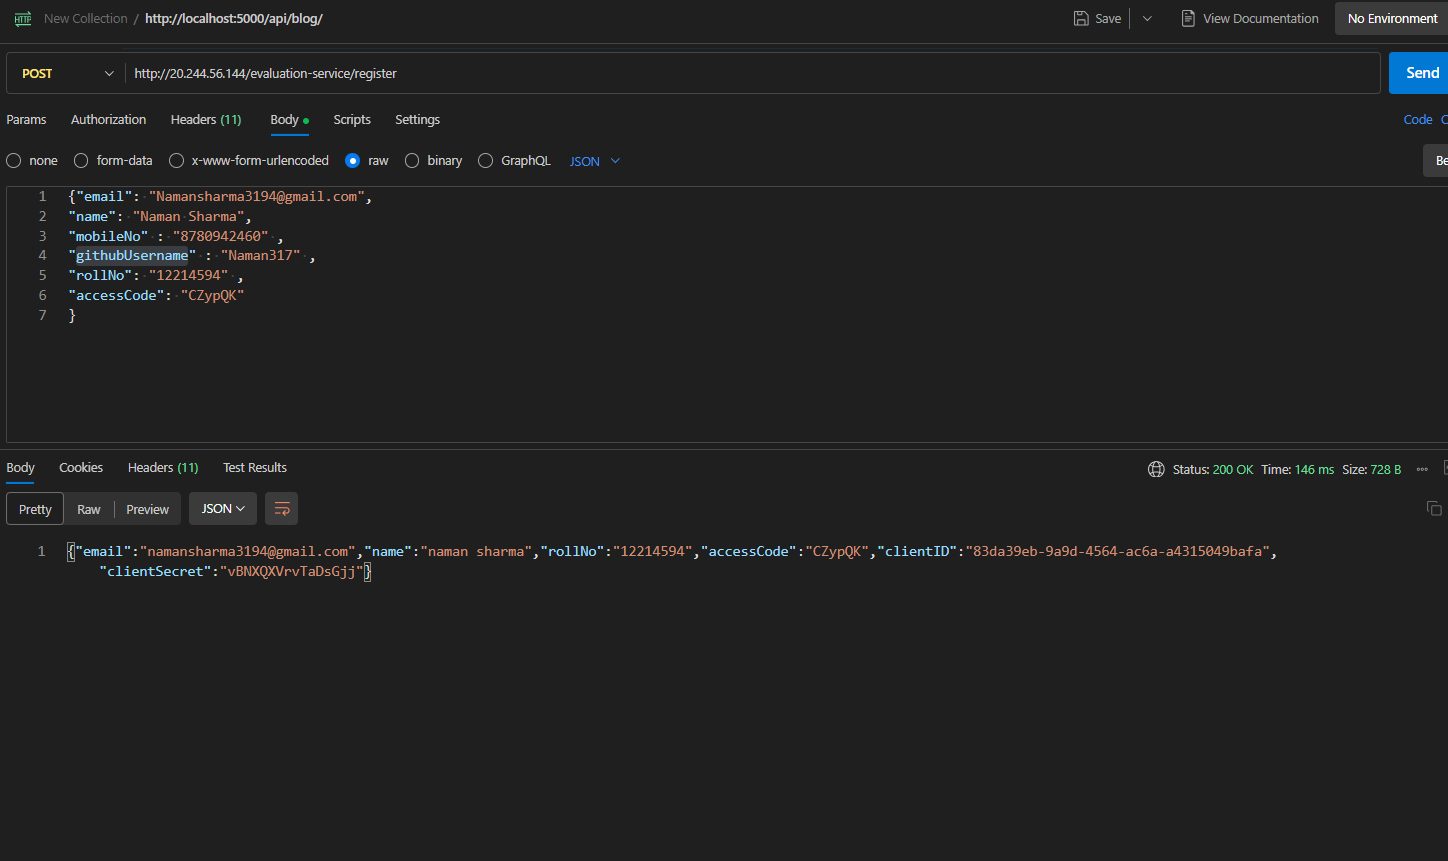 HTTP New Collection / http://localhost:5000/api/blog/ Save View Documentation No Environment
POST http://20.244.56.144/evaluation-service/register Send
Params Authorization Headers (11) Body Scripts Settings Code C
none form-data x-www-form-urlencoded raw binary GraphQL JSON Be
1 {"email": "Namansharma3194@gmail.com",
2 "name": "Naman Sharma",
3 "mobileNo" : "8780942460" ,
4 "githubUsername" : "Naman317" ,
5 "rollNo": "12214594" ,
6 "accessCode": "CZypQK"
7 }
Body Cookies Headers (11) Test Results Status: 200 OK Time: 146 ms Size: 728 B
Pretty Raw Preview JSON
1 {"email":"namansharma3194@gmail.com","name":"naman sharma","rollNo":"12214594","accessCode":"CZypQK","clientID":"83da39eb-9a9d-4564-ac6a-a4315049bafa",
"clientSecret":"vBNXQXVrvTaDsGjj"}